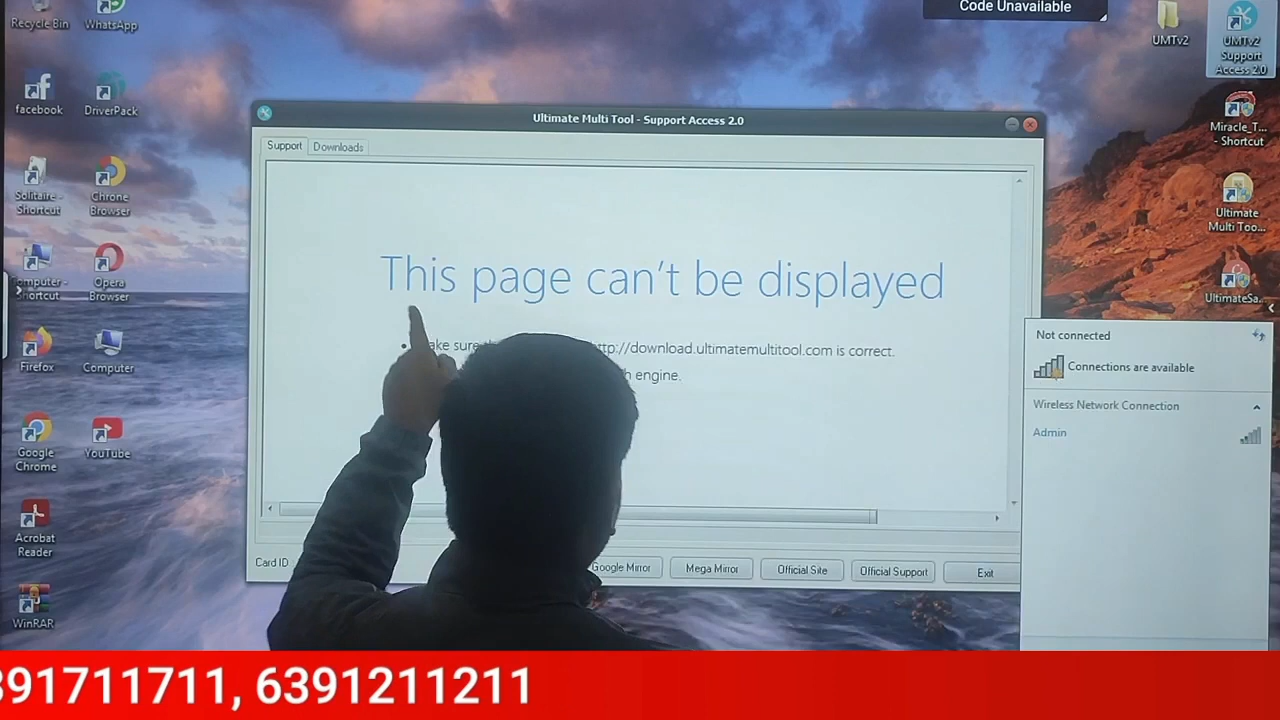 Recycle Bin
WhatsApp
Code Unavailable
UMTv2
UMTv2
Support
Access 2.0
facebook
DriverPack
Ultimate Multi Tool - Support Access 2.0
Miracle_T...
- Shortcut
Support
Downloads
Solitaire -
Shortcut
Chrone
Browser
Ultimate
Multi Too...
This page can't be displayed
Computer -
Shortcut
Opera
Browser
UltimateSa...
ake sure
http://download.ultimatemultitool.com is correct.
h engine.
Not connected
Connections are available
Firefox
Computer
Wireless Network Connection
Admin
Google
Chrome
YouTube
Acrobat
Reader
Card ID
Google Mirror
Mega Mirror
Official Site
Official Support
Exit
WinRAR
391711711, 6391211211